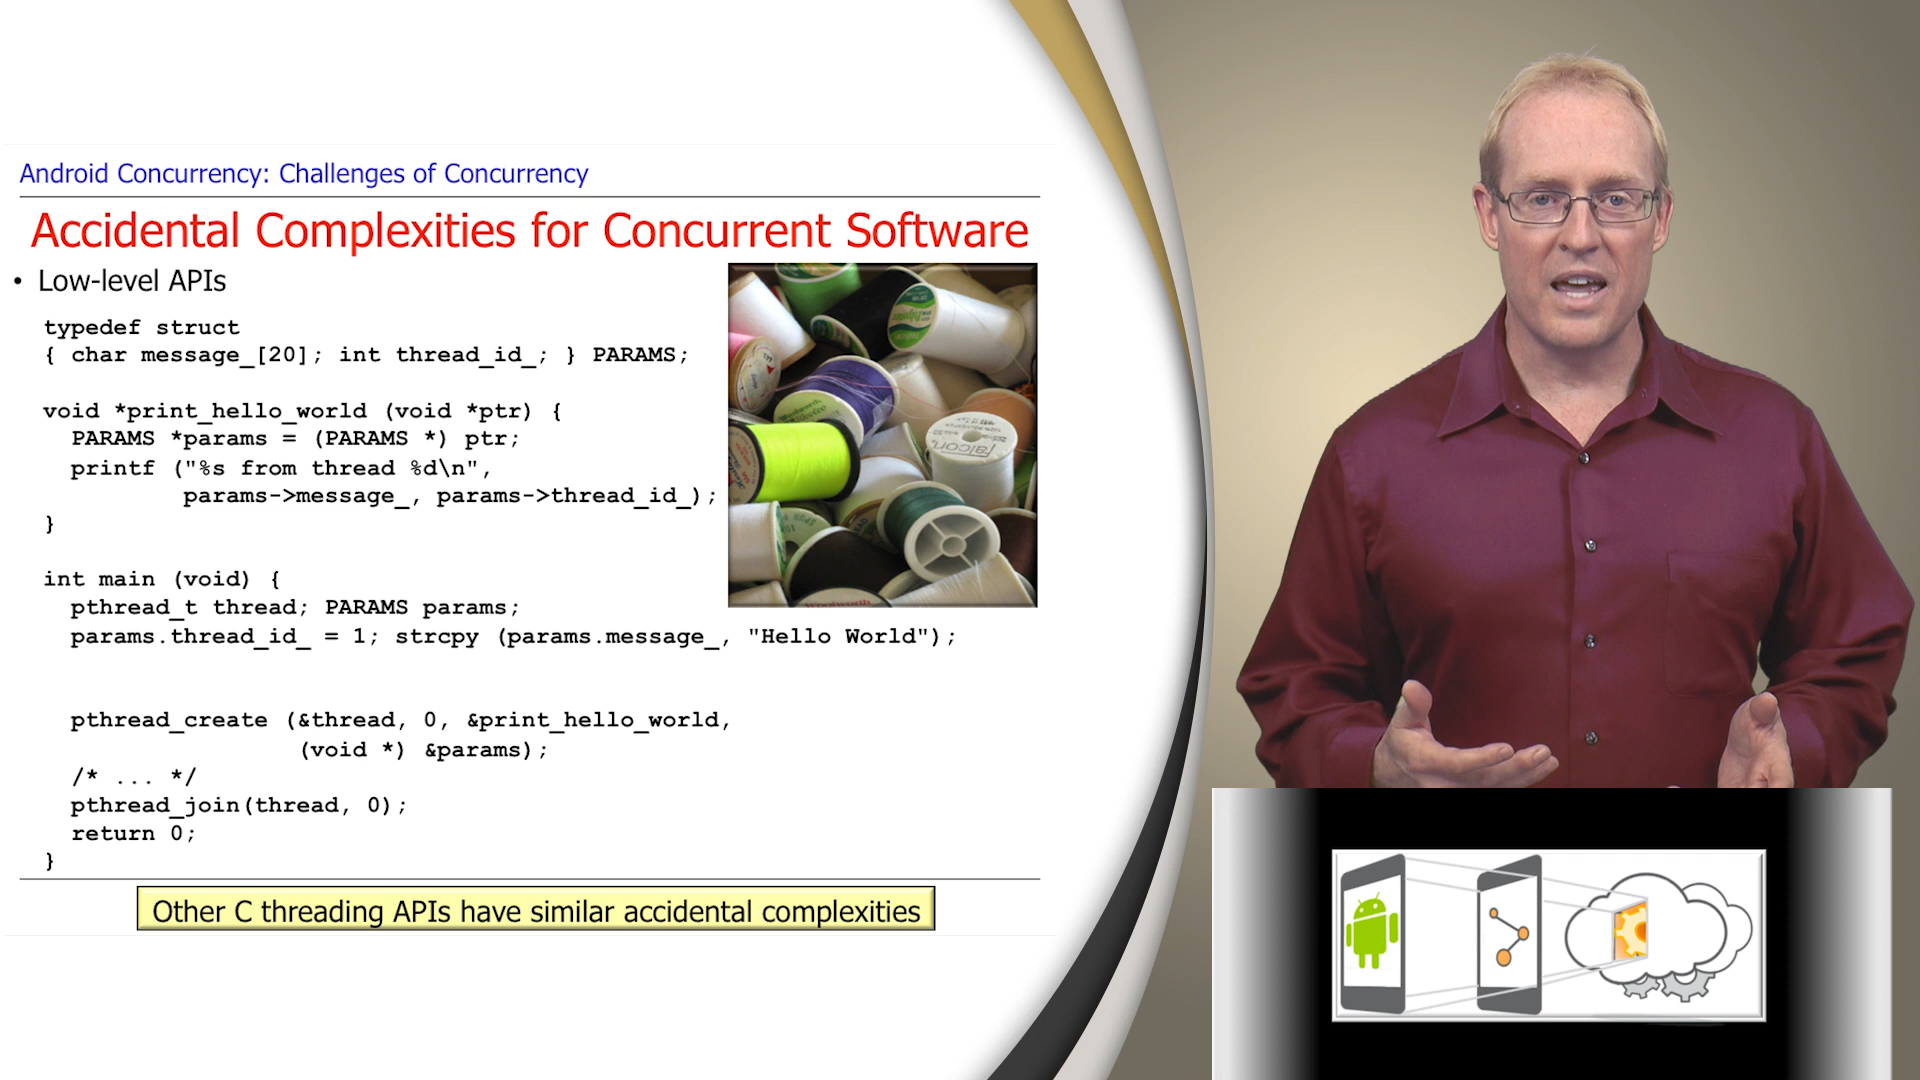 Android Concurrency: Challenges of Concurrency
Accidental Complexities for Concurrent Software
• Low-level APIs
typedef struct
{ char message_[20]; int thread_id_; } PARAMS;
void *print_hello_world (void *ptr) {
PARAMS *params = (PARAMS *) ptr;
printf ("%s from thread %d\n",
params->message_, params->thread_id_);
}
int main (void) {
pthread_t thread; PARAMS params;
params.thread_id_ = 1; strcpy (params.message_, "Hello World");
pthread_create (&thread, 0, &print_hello_world,
(void *) &params);
/* ... */
pthread_join(thread, 0);
return 0;
}
Other C threading APIs have similar accidental complexities
falcon